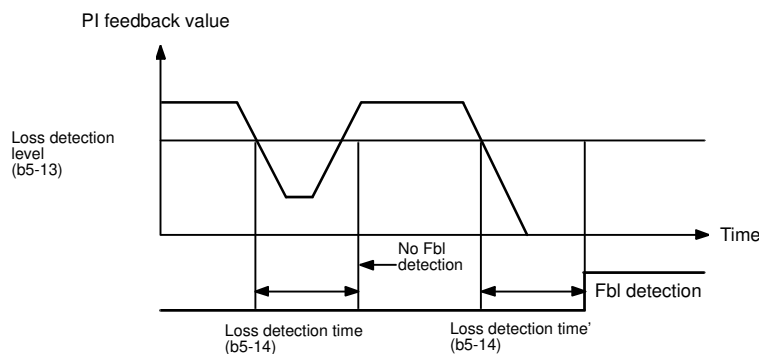 PI feedback value
Loss detection
level
(b5-13)
Time
No Fbl
detection
Fbl detection
Loss detection time
(b5-14)
Loss detection time'
(b5-14)